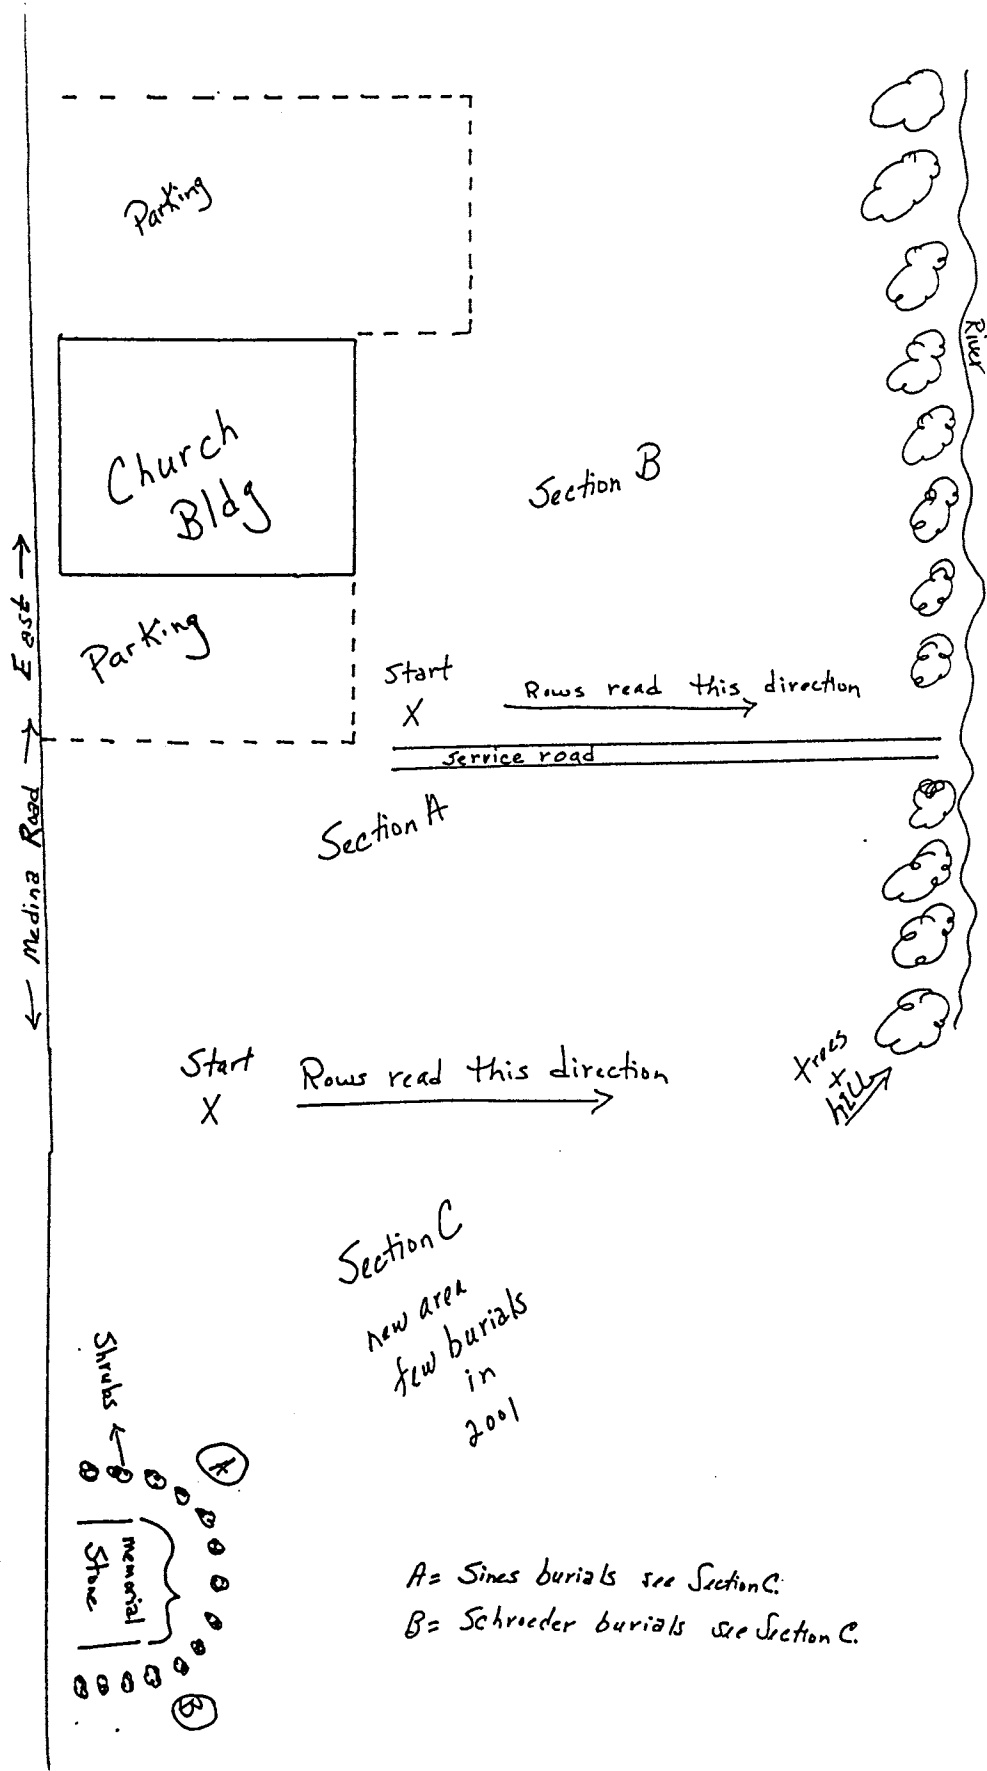 Parking
River
Church
Bldg
Section B
Parking
Start
X
Rows read this direction
service road
Section A
← Medina Road → East →
Start
X
Rows read this direction
trees
+
hill
Section C
new area
few burials
in
2001
Shrubs
A
memorial
Stone
B
A = Sines burials see Section C.
B = Schroeder burials see Section C.